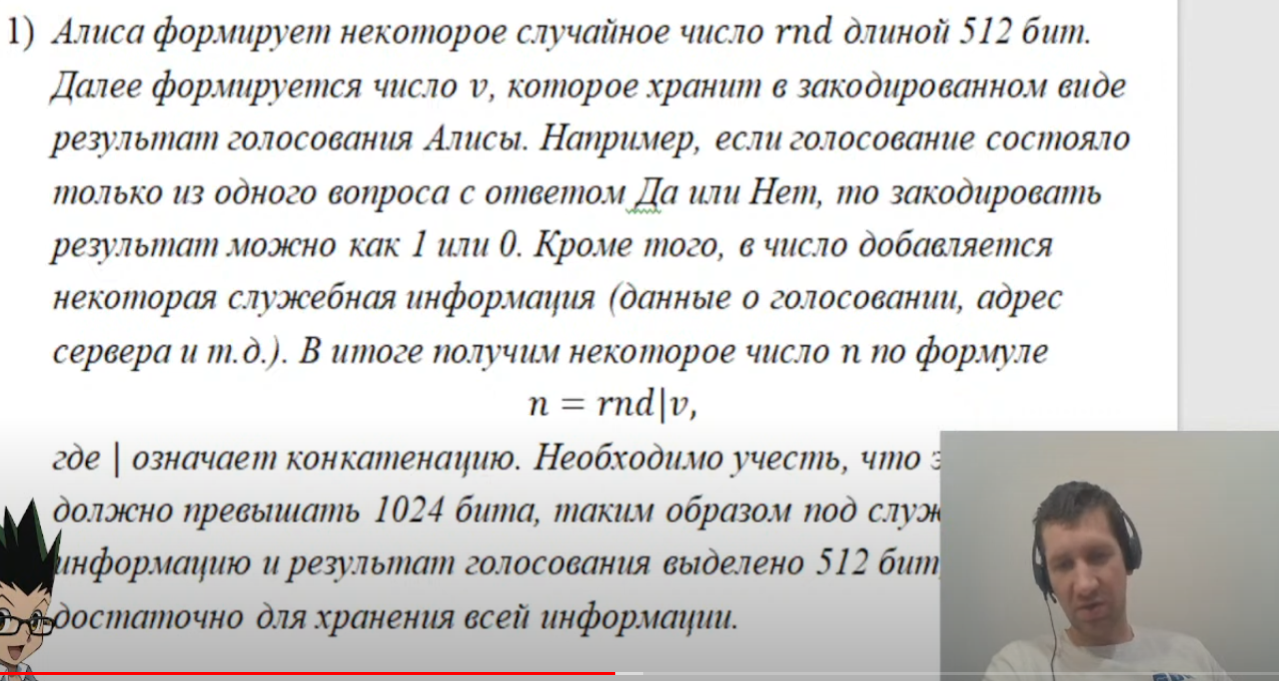 1) Алиса формирует некоторое случайное число rnd длиной 512 бит.
Далее формируется число v, которое хранит в закодированном виде
результат голосования Алисы. Например, если голосование состояло
только из одного вопроса с ответом Да или Нет, то закодировать
результат можно как 1 или 0. Кроме того, в число добавляется
некоторая служебная информация (данные о голосовании, адрес
сервера и т.д.). В итоге получим некоторое число n по формуле
n = rnd|v,
где | означает конкатенацию. Необходимо учесть, что
должно превышать 1024 бита, таким образом под
информацию и результат голосования выделено 512 бит,
достаточно для хранения всей информации.